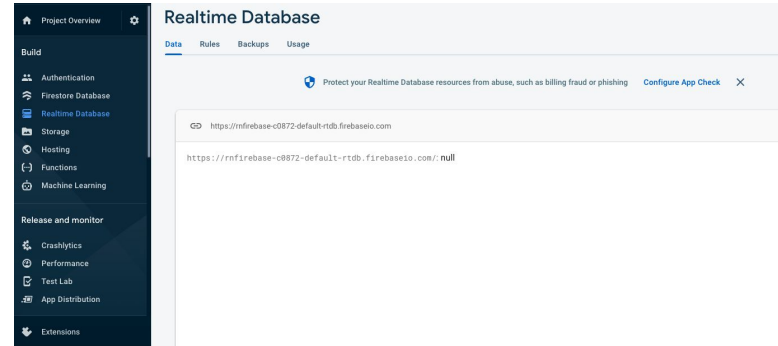 Project Overview
Build
Authentication
Firestore Database
Realtime Database
Storage
Hosting
Functions
Machine Learning
Release and monitor
Crashlytics
Performance
Test Lab
App Distribution
Extensions
Realtime Database
Data Rules Backups Usage
Protect your Realtime Database resources from abuse, such as billing fraud or phishing Configure App Check
https://rnfirebase-c0872-default-rtdb.firebaseio.com
https://rnfirebase-c0872-default-rtdb.firebaseio.com/: null